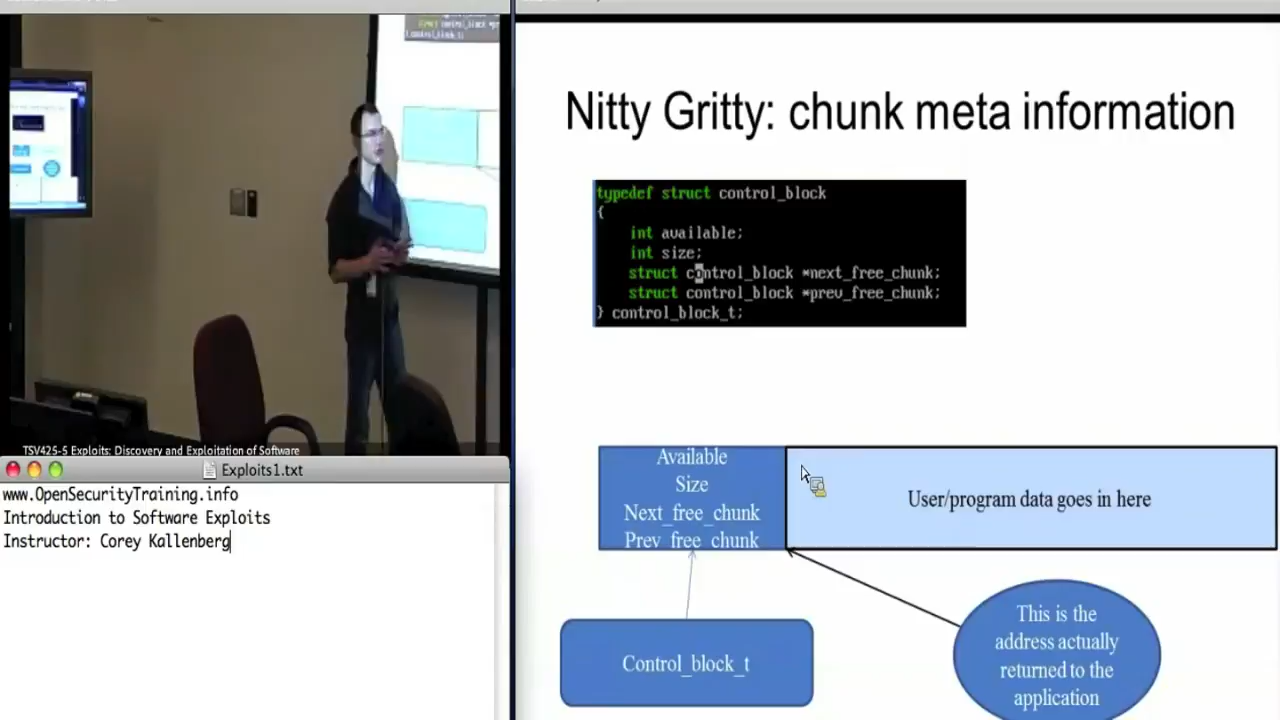 Nitty Gritty: chunk meta information
typedef struct control_block
{
int available;
int size;
struct control_block *next_free_chunk;
struct control_block *prev_free_chunk;
} control_block_t;
Available
Size
Next_free_chunk
Prev_free_chunk
User/program data goes in here
Control_block_t
This is the
address actually
returned to the
application
TSV425-5 Exploits: Discovery and Exploitation of Software
Exploits1.txt
www.OpenSecurityTraining.info
Introduction to Software Exploits
Instructor: Corey Kallenberg